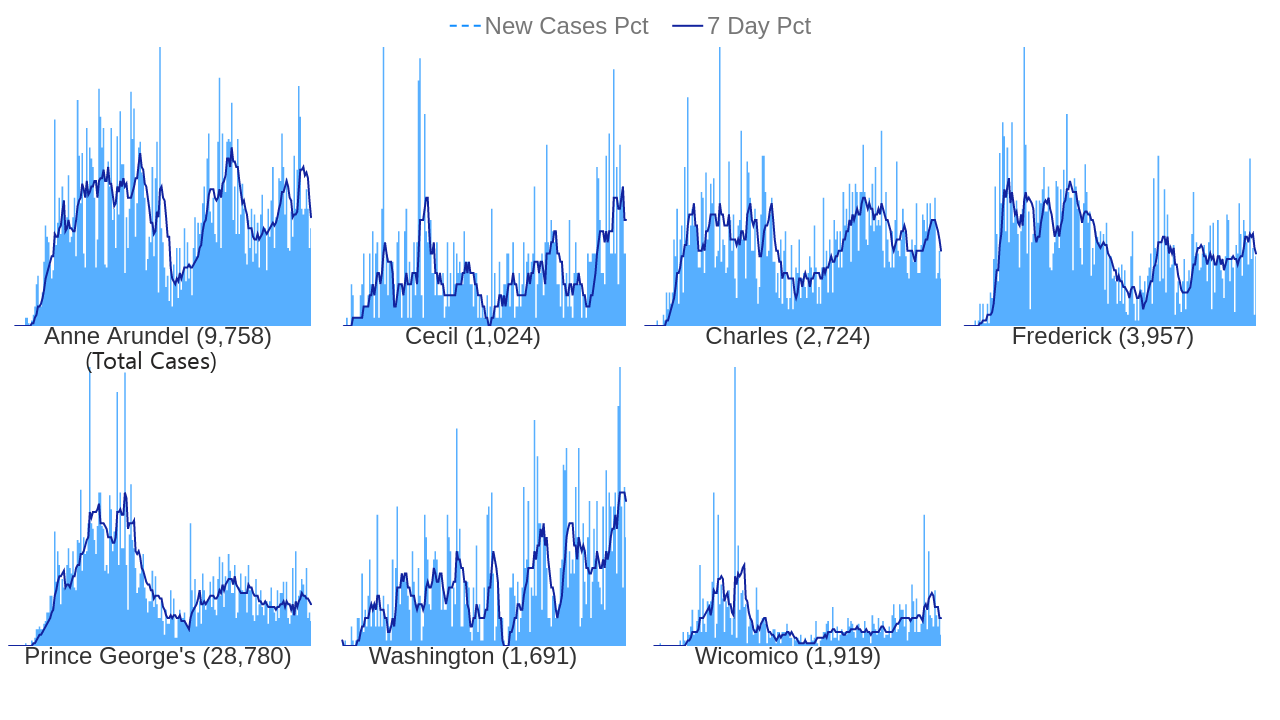 New Cases Pct 7 Day Pct
Anne Arundel (9,758)
(Total Cases)
Cecil (1,024)
Charles (2,724)
Frederick (3,957)
Prince George's (28,780)
Washington (1,691)
Wicomico (1,919)